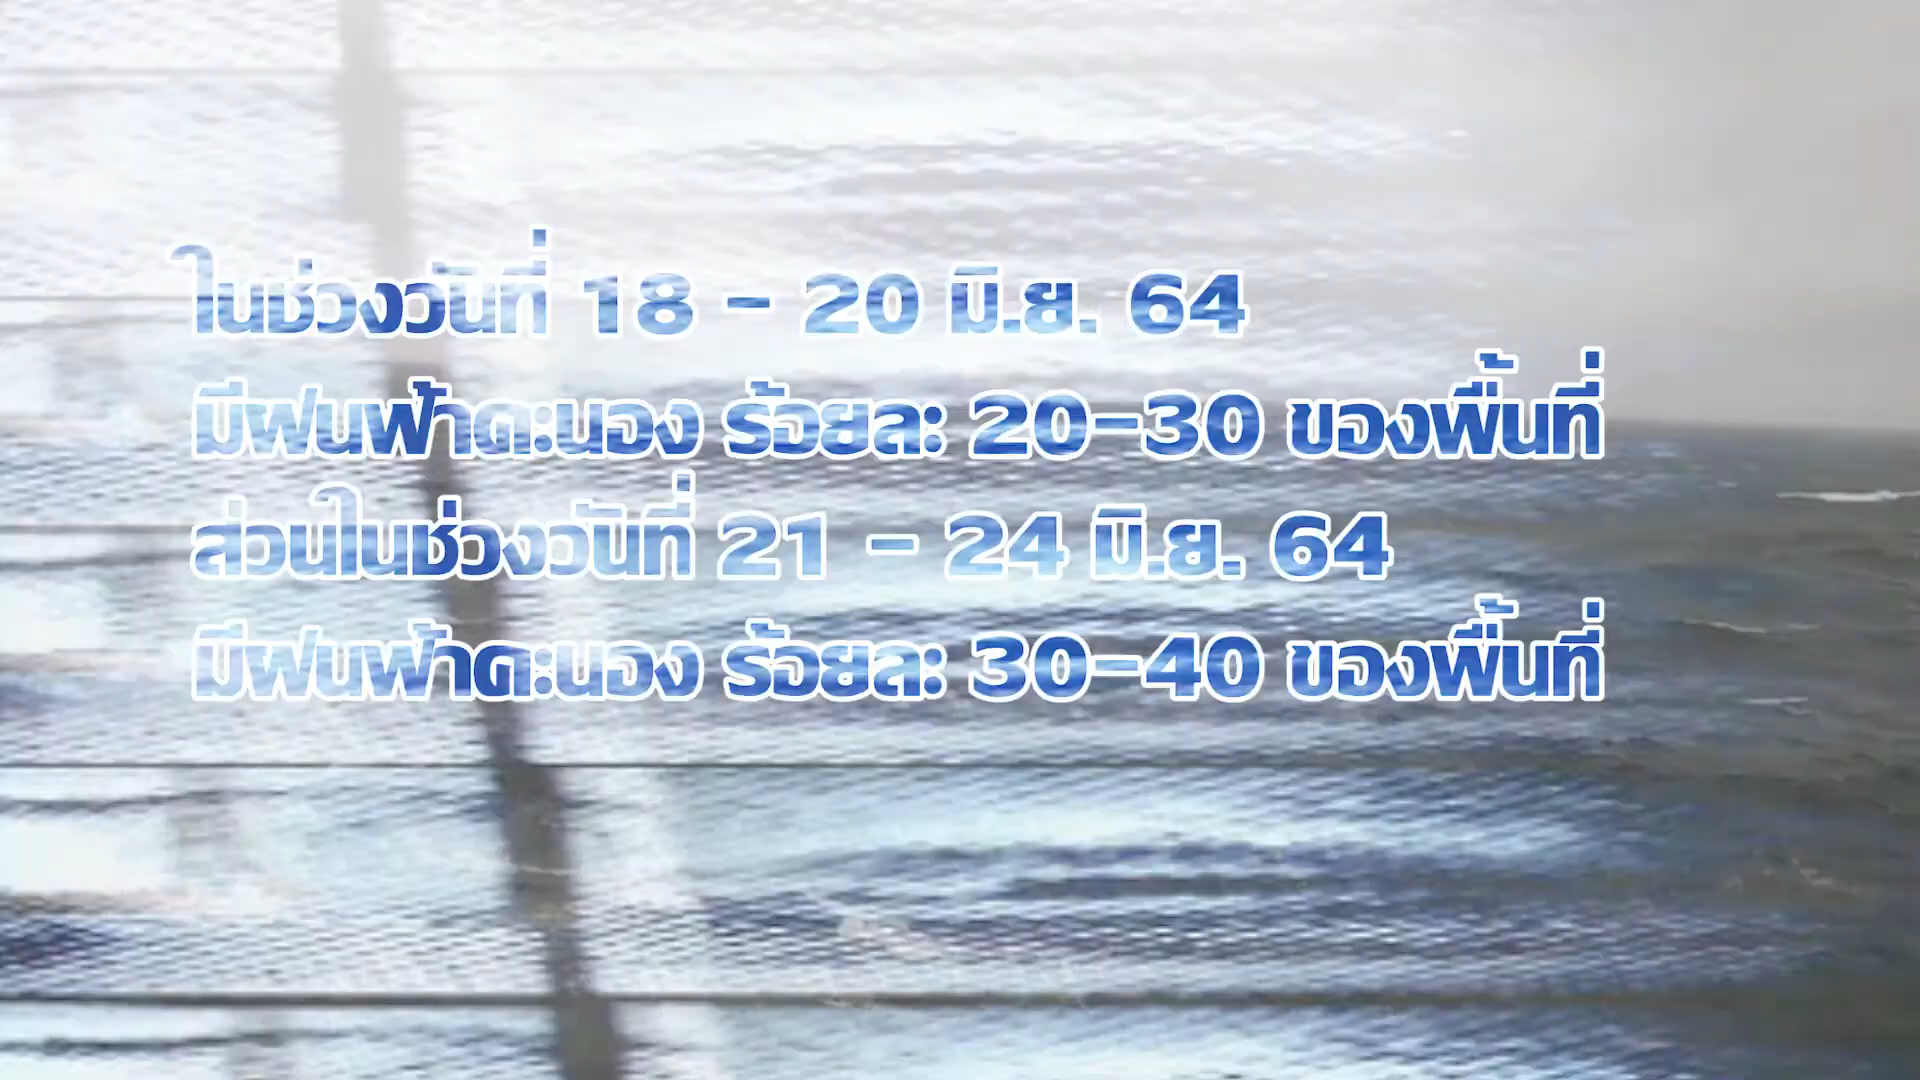 ในช่วงวันที่ 18 - 20 มิ.ย. 64
มีฝนฟ้าคะนอง ร้อยละ 20-30 ของพื้นที่
ส่วนในช่วงวันที่ 21 - 24 มิ.ย. 64
มีฝนฟ้าคะนอง ร้อยละ 30-40 ของพื้นที่